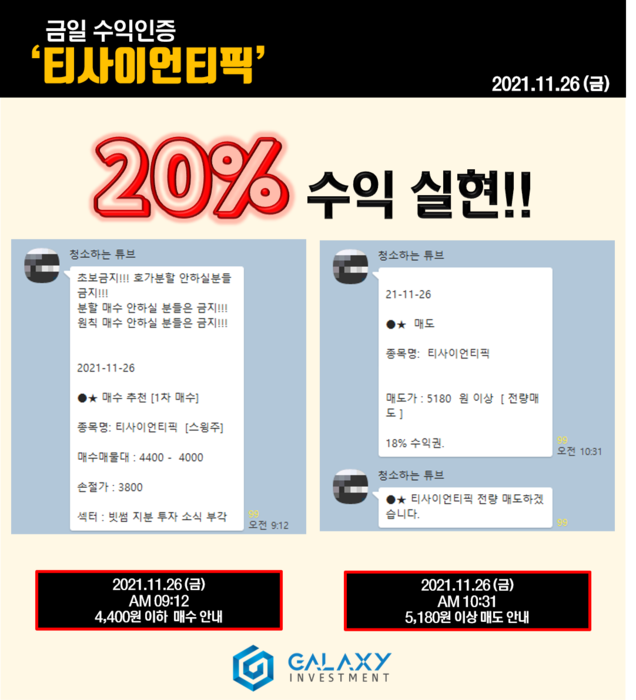 금일 수익인증
‘티사이언티픽’
2021.11.26 (금)
20% 수익 실현!!
청소하는 튜브
초보금지!!! 호가분할 안하실분들
금지!!!
분할 매수 안하실 분들은 금지!!!
원칙 매수 안하실 분들은 금지!!!
2021-11-26
●★ 매수 추천 [1차 매수]
종목명: 티사이언티픽 [스윙주]
매수매물대 : 4400 - 4000
손절가 : 3800
섹터 : 빗썸 지분 투자 소식 부각
99
오전 9:12
청소하는 튜브
21-11-26
●★ 매도
종목명: 티사이언티픽
매도가 : 5180 원 이상 [ 전량매
도 ]
18% 수익권.
99
오전 10:31
청소하는 튜브
●★ 티사이언티픽 전량 매도하겠
습니다.
99
2021.11.26 (금)
AM 09:12
4,400원 이하 매수 안내
2021.11.26 (금)
AM 10:31
5,180원 이상 매도 안내
GALAXY
INVESTMENT